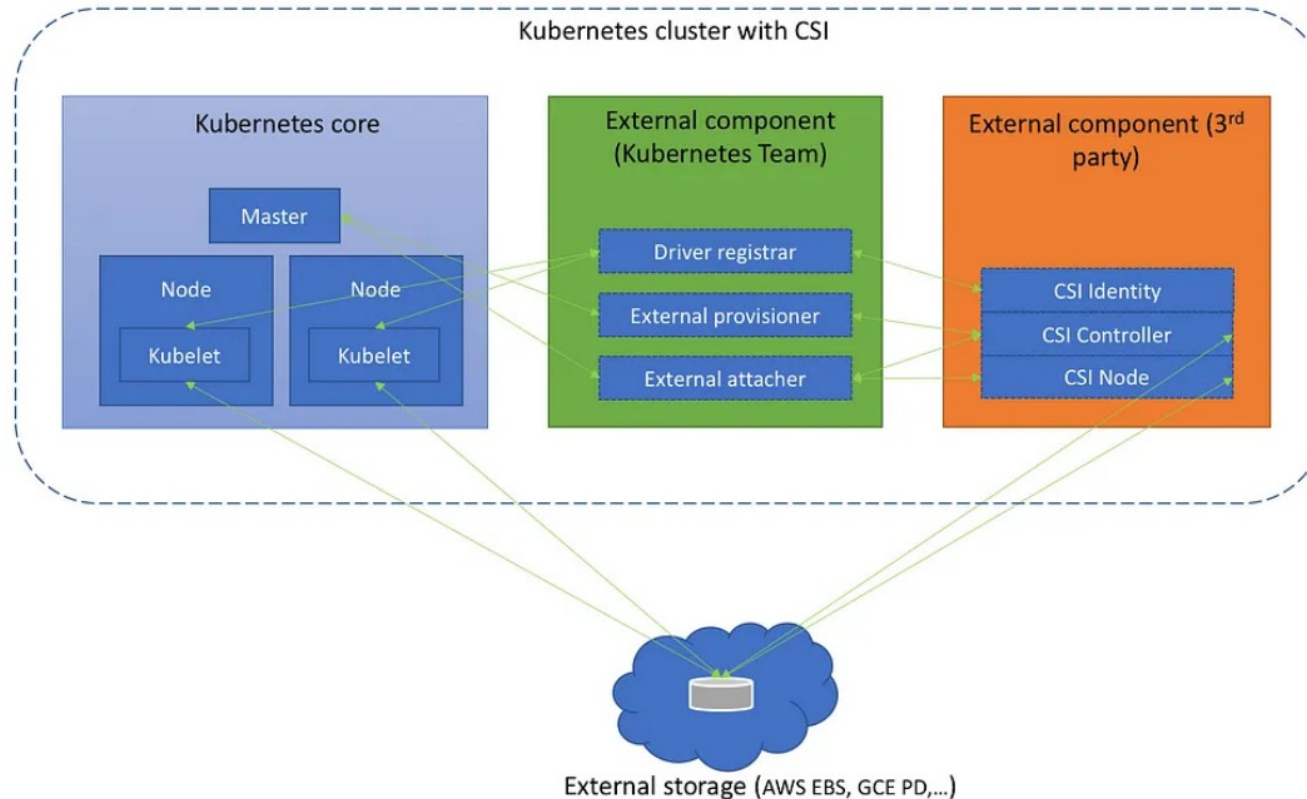 Kubernetes cluster with CSI
Kubernetes core
Master
Node
Node
Kubelet
Kubelet
External component
(Kubernetes Team)
Driver registrar
External provisioner
External attacher
External component (3rd
party)
CSI Identity
CSI Controller
CSI Node
External storage (AWS EBS, GCE PD,...)